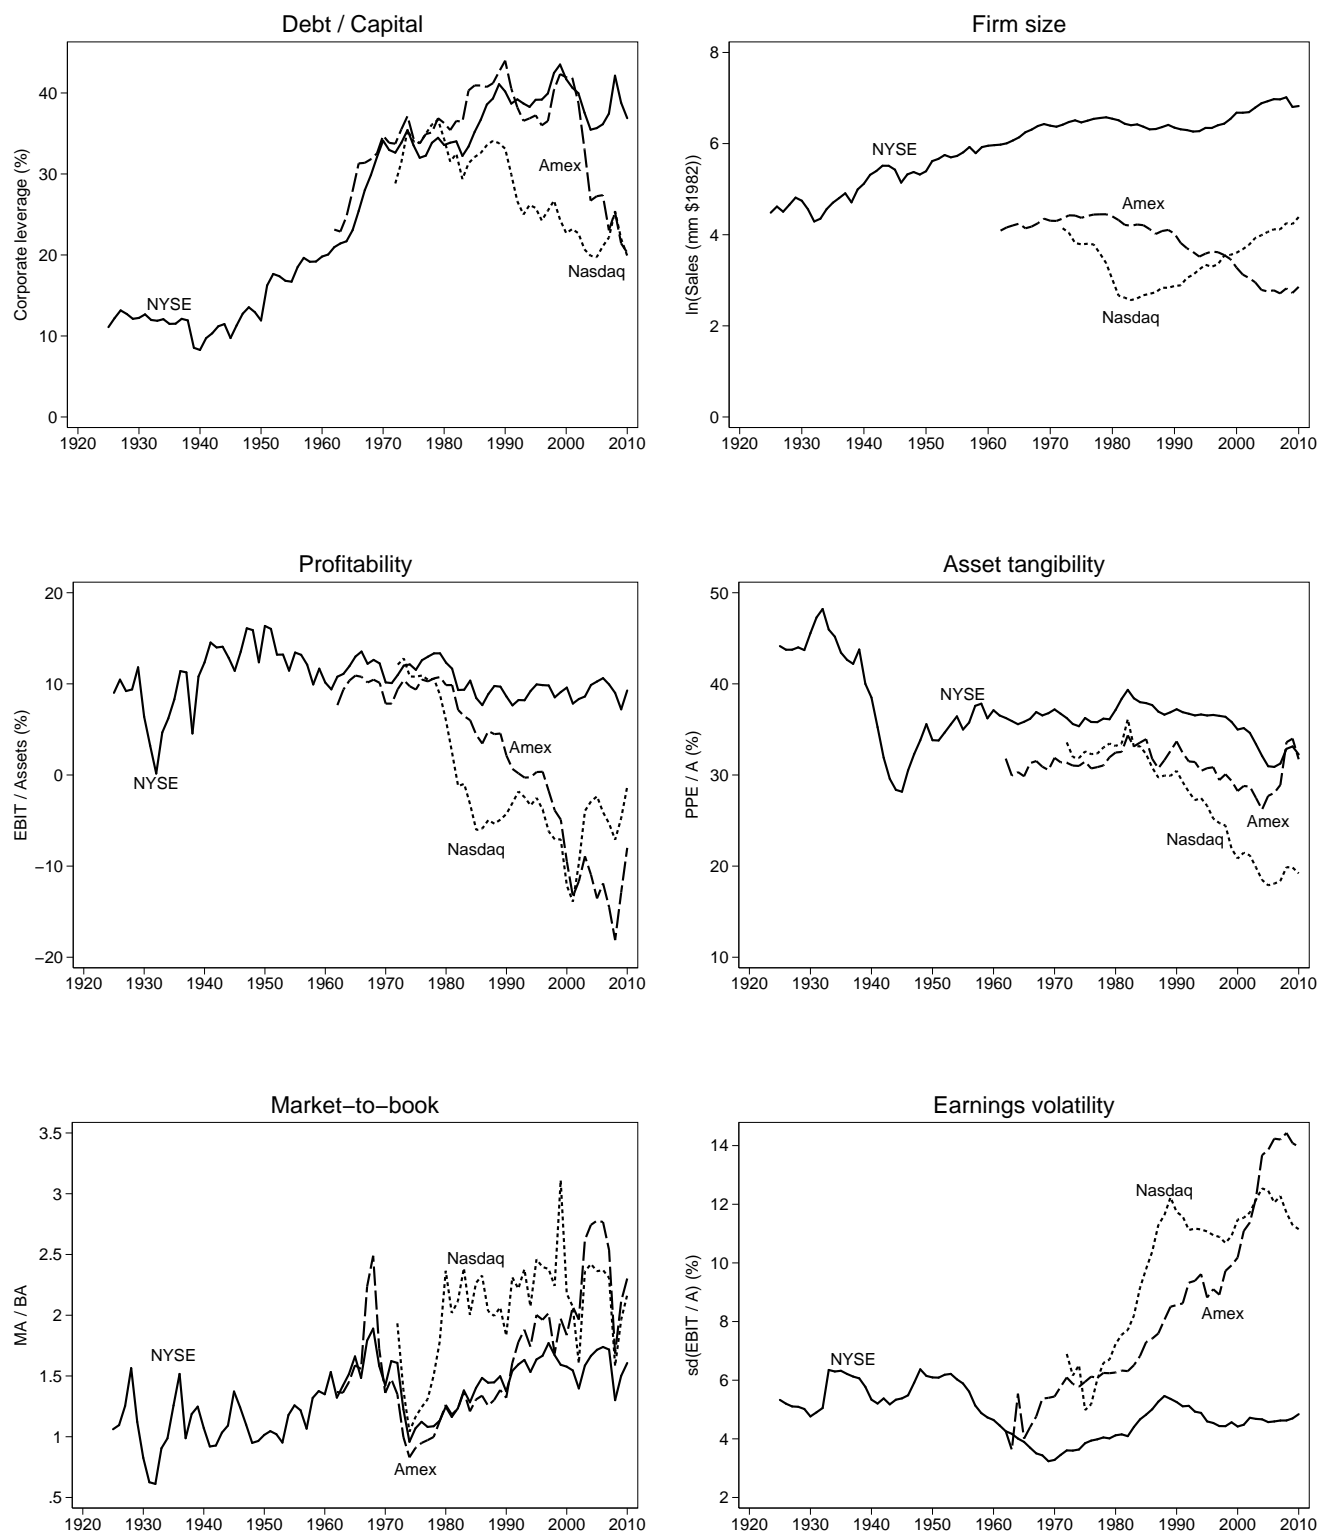 Debt / Capital
Corporate leverage (%)
40
30
20
10
0
NYSE
Amex
Nasdaq
1920 1930 1940 1950 1960 1970 1980 1990 2000 2010
Firm size
ln(Sales (mm $1982))
8
6
4
2
0
NYSE
Amex
Nasdaq
1920 1930 1940 1950 1960 1970 1980 1990 2000 2010
Profitability
EBIT / Assets (%)
20
10
0
−10
−20
NYSE
Amex
Nasdaq
1920 1930 1940 1950 1960 1970 1980 1990 2000 2010
Asset tangibility
PPE / A (%)
50
40
30
20
10
NYSE
Amex
Nasdaq
1920 1930 1940 1950 1960 1970 1980 1990 2000 2010
Market−to−book
MA / BA
3.5
3
2.5
2
1.5
1
.5
Nasdaq
NYSE
Amex
1920 1930 1940 1950 1960 1970 1980 1990 2000 2010
Earnings volatility
sd(EBIT / A) (%)
14
12
10
8
6
4
2
Nasdaq
Amex
NYSE
1920 1930 1940 1950 1960 1970 1980 1990 2000 2010